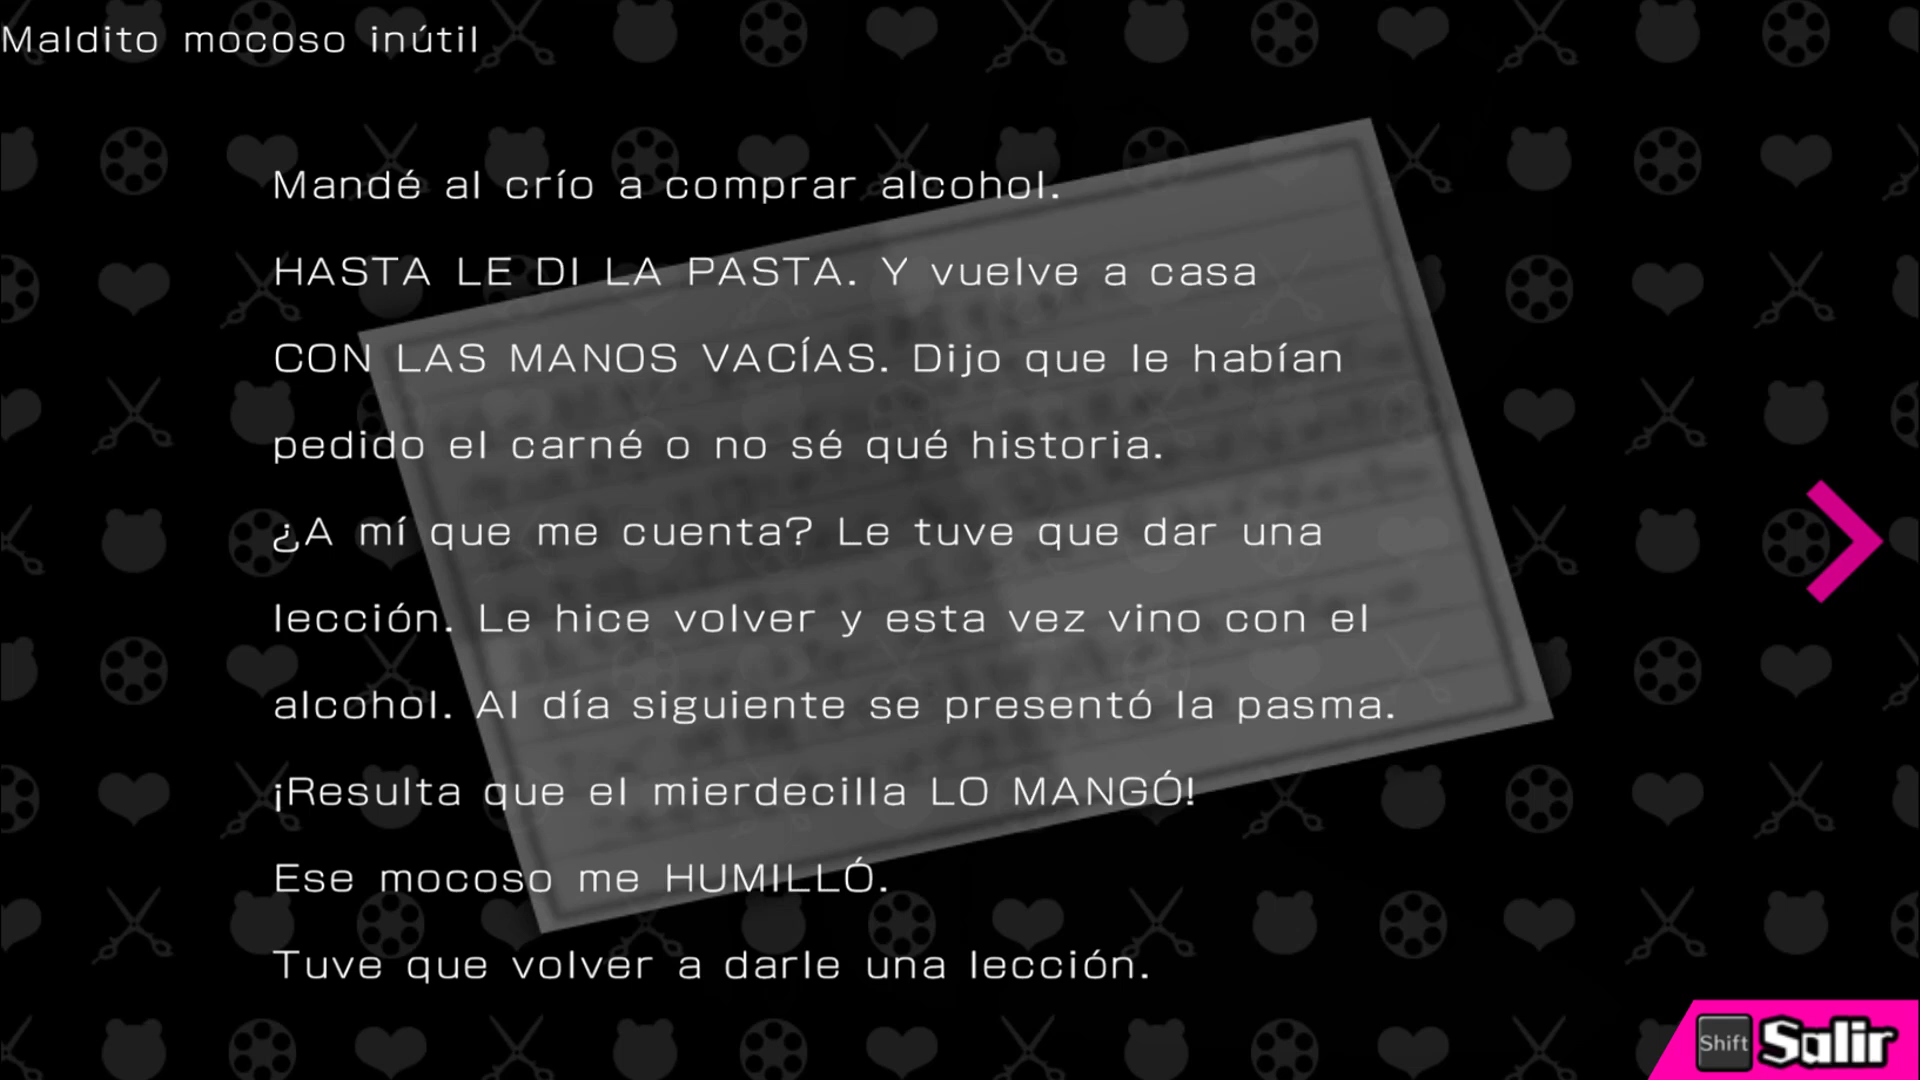 Maldito mocoso inútil
Mandé al crío a comprar alcohol.
HASTA LE DI LA PASTA. Y vuelve a casa
CON LAS MANOS VACÍAS. Dijo que le habían
pedido el carné o no sé qué historia.
¿A mí que me cuenta? Le tuve que dar una
lección. Le hice volver y esta vez vino con el
alcohol. Al día siguiente se presentó la pasma.
¡Resulta que el mierdecilla LO MANGÓ!
Ese mocoso me HUMILLÓ.
Tuve que volver a darle una lección.
Shift Salir